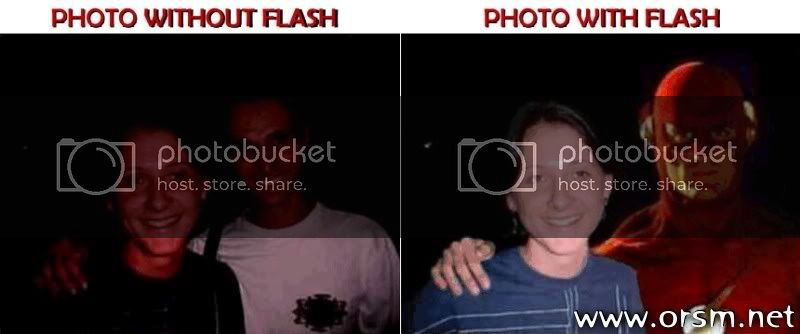 PHOTO WITHOUT FLASH
PHOTO WITH FLASH
photobucket
host. store. share.
photobucket
host. store. share.
www.orsm.net